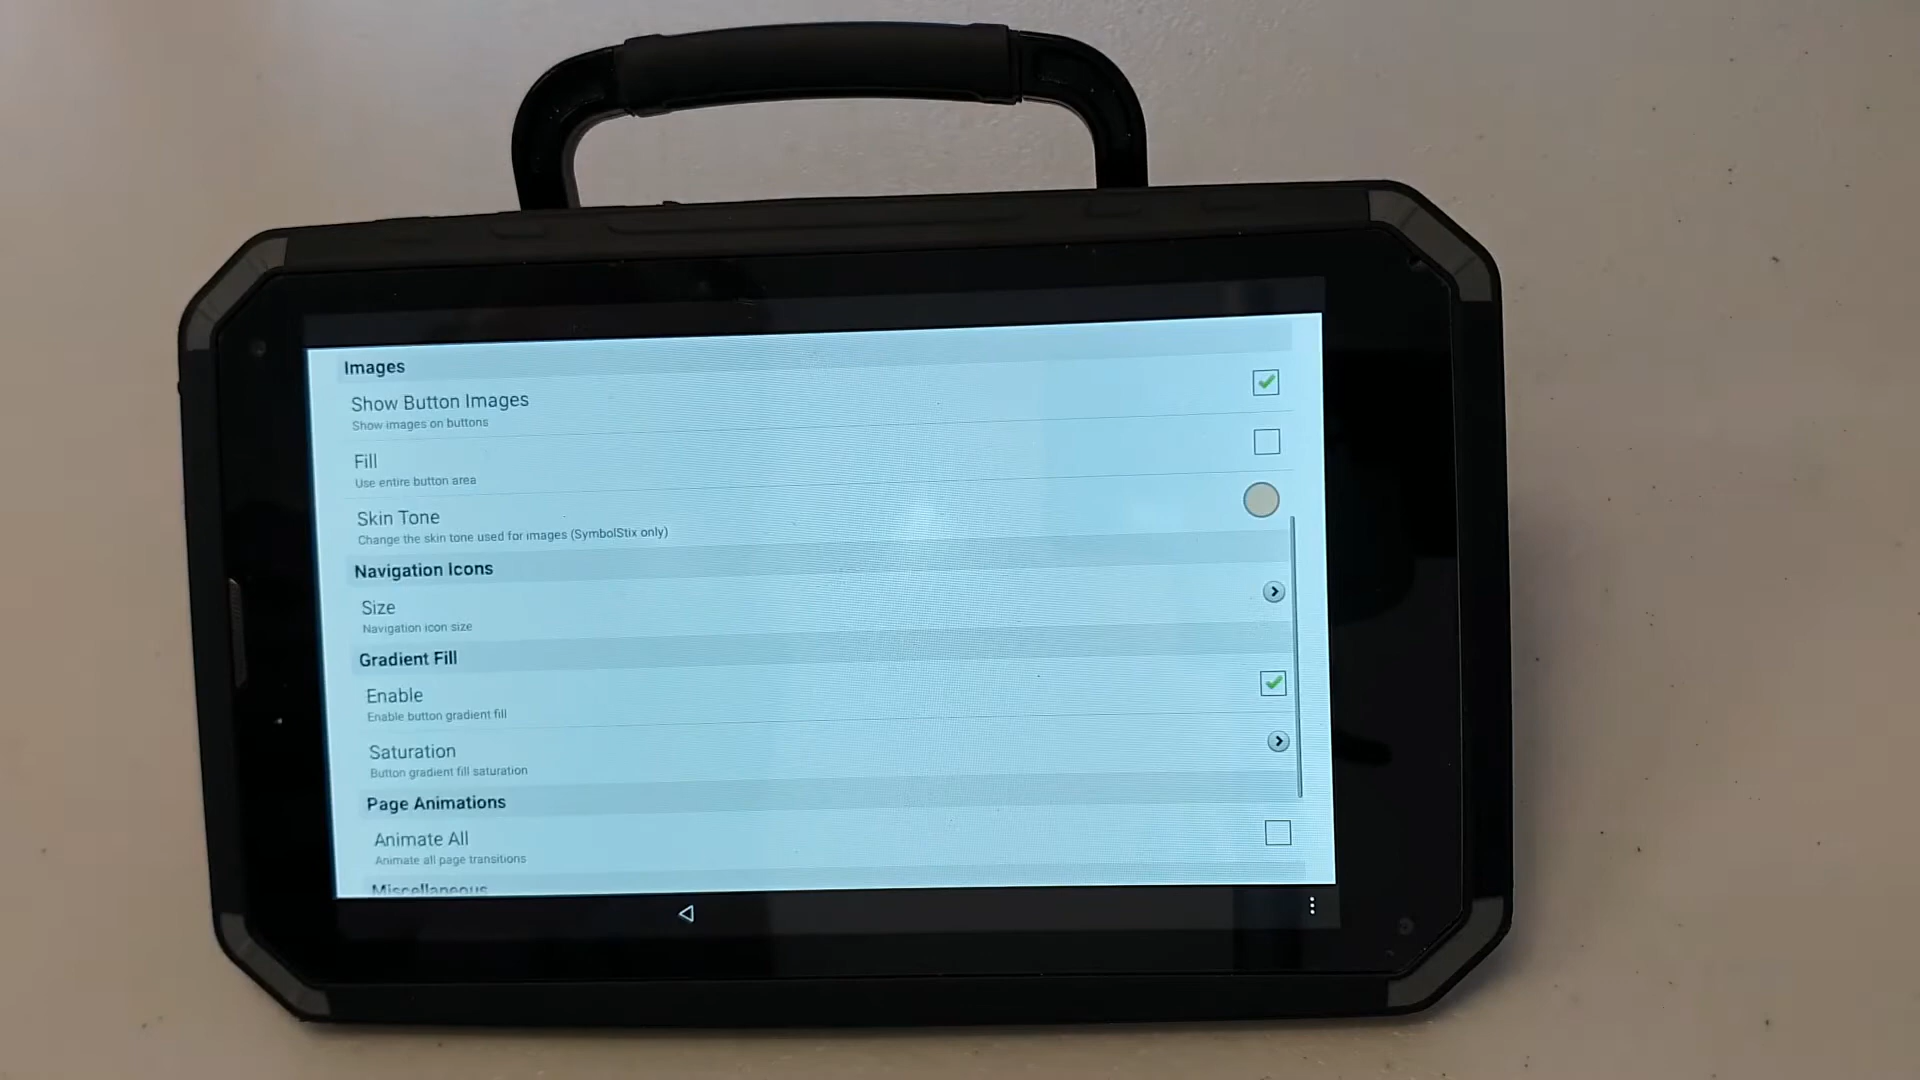 Images
Show Button Images
Show images on buttons
Fill
Use entire button area
Skin Tone
Change the skin tone used for images (SymbolStix only)
Navigation Icons
Size
Navigation icon size
Gradient Fill
Enable
Enable button gradient fill
Saturation
Button gradient fill saturation
Page Animations
Animate All
Animate all page transitions
Miscellaneous